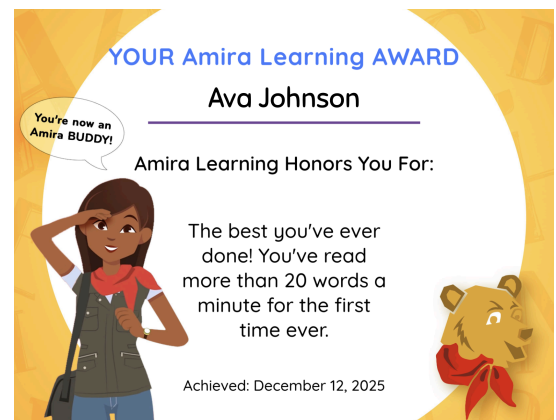 YOUR Amira Learning AWARD
Ava Johnson
You're now an
Amira BUDDY!
Amira Learning Honors You For:
The best you've ever
done! You've read
more than 20 words a
minute for the first
time ever.
Achieved: December 12, 2025